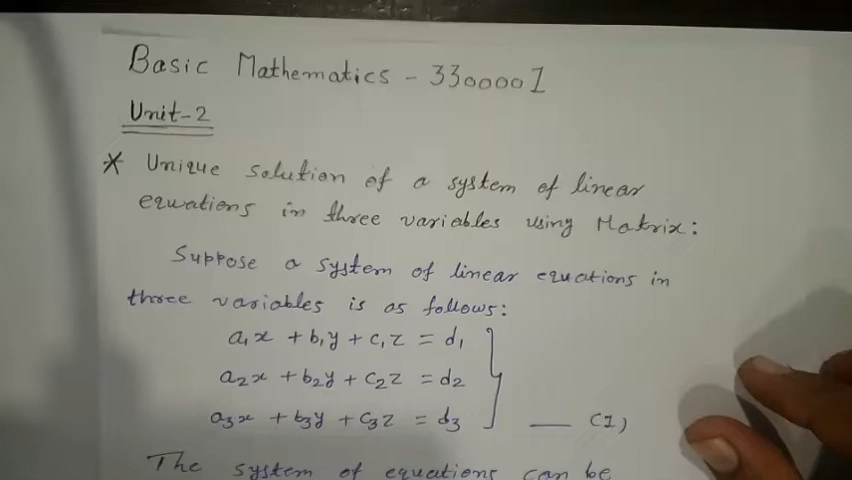 Basic Mathematics - 3300001
Unit-2
* Unique solution of a system of linear
equations in three variables using Matrix:
Suppose a system of linear equations in
three variables is as follows:
a₁x + b₁y + c₁z = d₁
a₂x + b₂y + c₂z = d₂
a₃x + b₃y + c₃z = d₃ — (1)
The system of equations can be